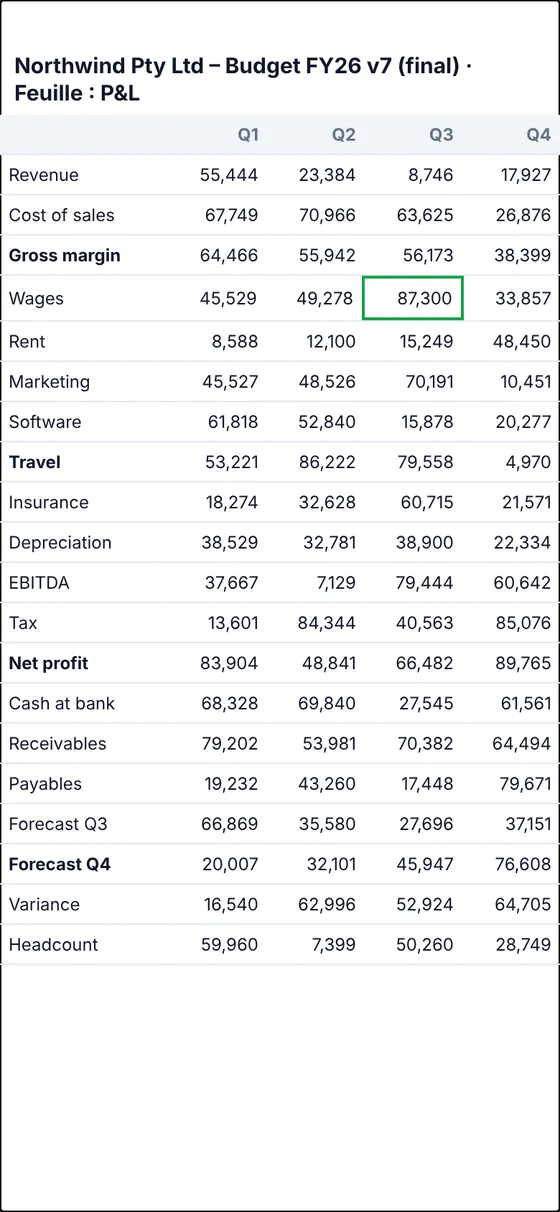 Northwind Pty Ltd – Budget FY26 v7 (final) ·
Feuille : P&L
Q1 Q2 Q3 Q4
Revenue 55,444 23,384 8,746 17,927
Cost of sales 67,749 70,966 63,625 26,876
Gross margin 64,466 55,942 56,173 38,399
Wages 45,529 49,278 87,300 33,857
Rent 8,588 12,100 15,249 48,450
Marketing 45,527 48,526 70,191 10,451
Software 61,818 52,840 15,878 20,277
Travel 53,221 86,222 79,558 4,970
Insurance 18,274 32,628 60,715 21,571
Depreciation 38,529 32,781 38,900 22,334
EBITDA 37,667 7,129 79,444 60,642
Tax 13,601 84,344 40,563 85,076
Net profit 83,904 48,841 66,482 89,765
Cash at bank 68,328 69,840 27,545 61,561
Receivables 79,202 53,981 70,382 64,494
Payables 19,232 43,260 17,448 79,671
Forecast Q3 66,869 35,580 27,696 37,151
Forecast Q4 20,007 32,101 45,947 76,608
Variance 16,540 62,996 52,924 64,705
Headcount 59,960 7,399 50,260 28,749